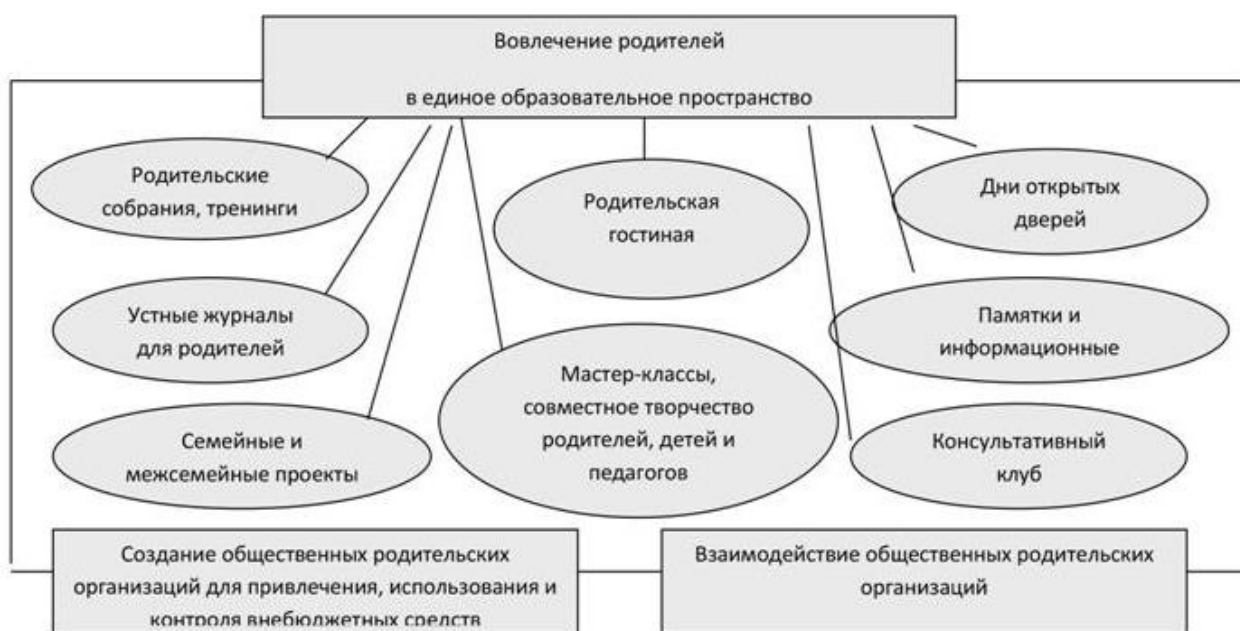 Вовлечение родителей
в единое образовательное пространство
Родительские
собрания, тренинги
Родительская
гостиная
Дни открытых
дверей
Устные журналы
для родителей
Памятки и
информационные
Мастер-классы,
совместное творчество
родителей, детей и
педагогов
Семейные и
межсемейные проекты
Консультативный
клуб
Создание общественных родительских
организаций для привлечения, использования и
контроля внебюджетных средств
Взаимодействие общественных родительских
организаций